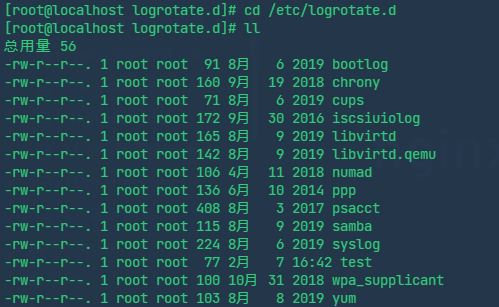 [root@localhost logrotate.d]# cd /etc/logrotate.d
[root@localhost logrotate.d]# ll
总用量 56
-rw-r--r--. 1 root root  91 8月   6 2019 bootlog
-rw-r--r--. 1 root root 160 9月  19 2018 chrony
-rw-r--r--. 1 root root  71 8月   6 2019 cups
-rw-r--r--. 1 root root 172 9月  30 2016 iscsiuiolog
-rw-r--r--. 1 root root 165 8月   9 2019 libvirtd
-rw-r--r--. 1 root root 142 8月   9 2019 libvirtd.qemu
-rw-r--r--. 1 root root 106 4月  11 2018 numad
-rw-r--r--. 1 root root 136 6月  10 2014 ppp
-rw-r--r--. 1 root root 408 8月   3 2017 psacct
-rw-r--r--. 1 root root 115 8月   9 2019 samba
-rw-r--r--. 1 root root 224 8月   6 2019 syslog
-rw-r--r--. 1 root root  77 2月   7 16:42 test
-rw-r--r--. 1 root root 100 10月 31 2018 wpa_supplicant
-rw-r--r--. 1 root root 103 8月   8 2019 yum